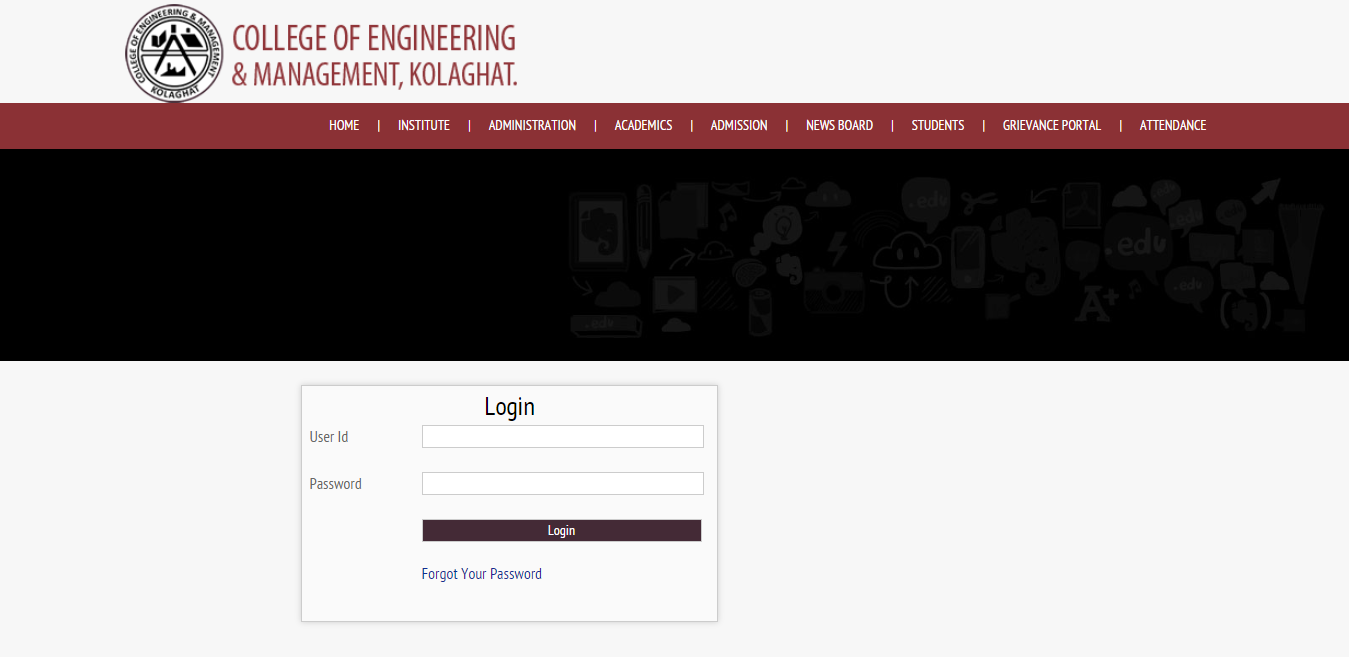 COLLEGE OF ENGINEERING & MANAGEMENT
KOLAGHAT
COLLEGE OF ENGINEERING
& MANAGEMENT, KOLAGHAT.
HOME | INSTITUTE | ADMINISTRATION | ACADEMICS | ADMISSION | NEWS BOARD | STUDENTS | GRIEVANCE PORTAL | ATTENDANCE
.edu
.edu
.edu
.edu
.edu
A+
Login
User Id
Password
Login
Forgot Your Password